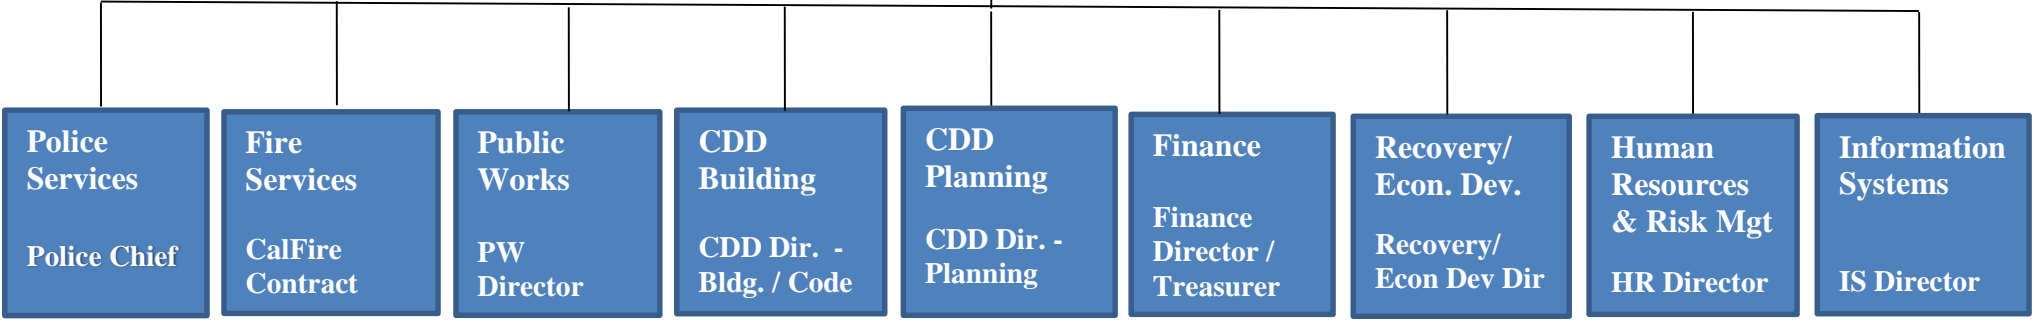 Police
Services
Police Chief
Fire
Services
CalFire
Contract
Public
Works
PW
Director
CDD
Building
CDD Dir.  -
Bldg. / Code
CDD
Planning
CDD Dir. -
Planning
Finance
Finance
Director /
Treasurer
Recovery/
Econ. Dev.
Recovery/
Econ Dev Dir
Human
Resources
& Risk Mgt
HR Director
Information
Systems
IS Director